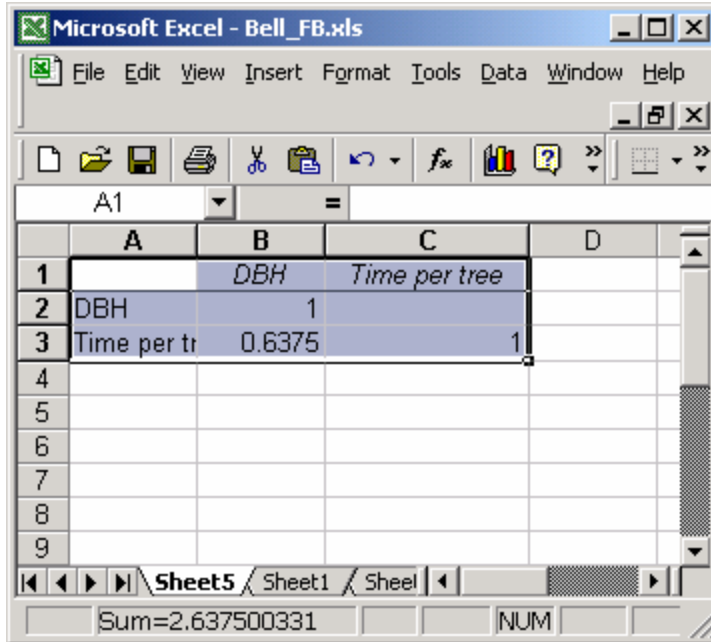 Microsoft Excel - Bell_FB.xls
File Edit View Insert Format Tools Data Window Help
A1 =
A B C D
1 DBH Time per tree
2 DBH 1
3 Time per tr 0.6375 1
4
5
6
7
8
9
Sheet5 Sheet1 Sheel
Sum=2.637500331 NUM